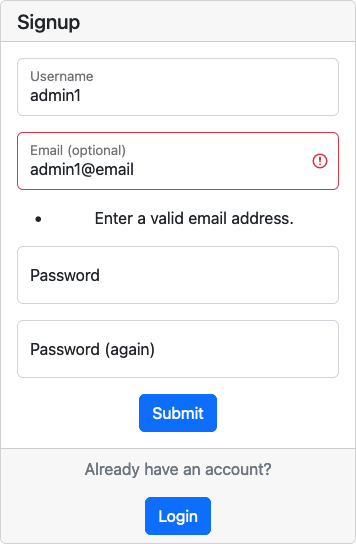 Signup
Username
admin1
Email (optional)
admin1@email
• Enter a valid email address.
Password
Password (again)
Submit
Already have an account?
Login